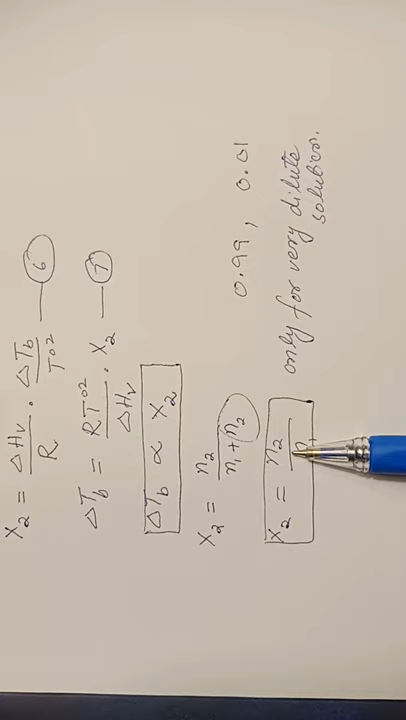 X₂ = ΔHv/R · ΔTb/T°² — ⑥
ΔTb = RT°²/ΔHv · X₂ — ⑦
ΔTb ∝ X₂
X₂ = n₂/(n₁+n₂) 0.99, 0.01
X₂ = n₂/n₁ only for very dilute
solution.